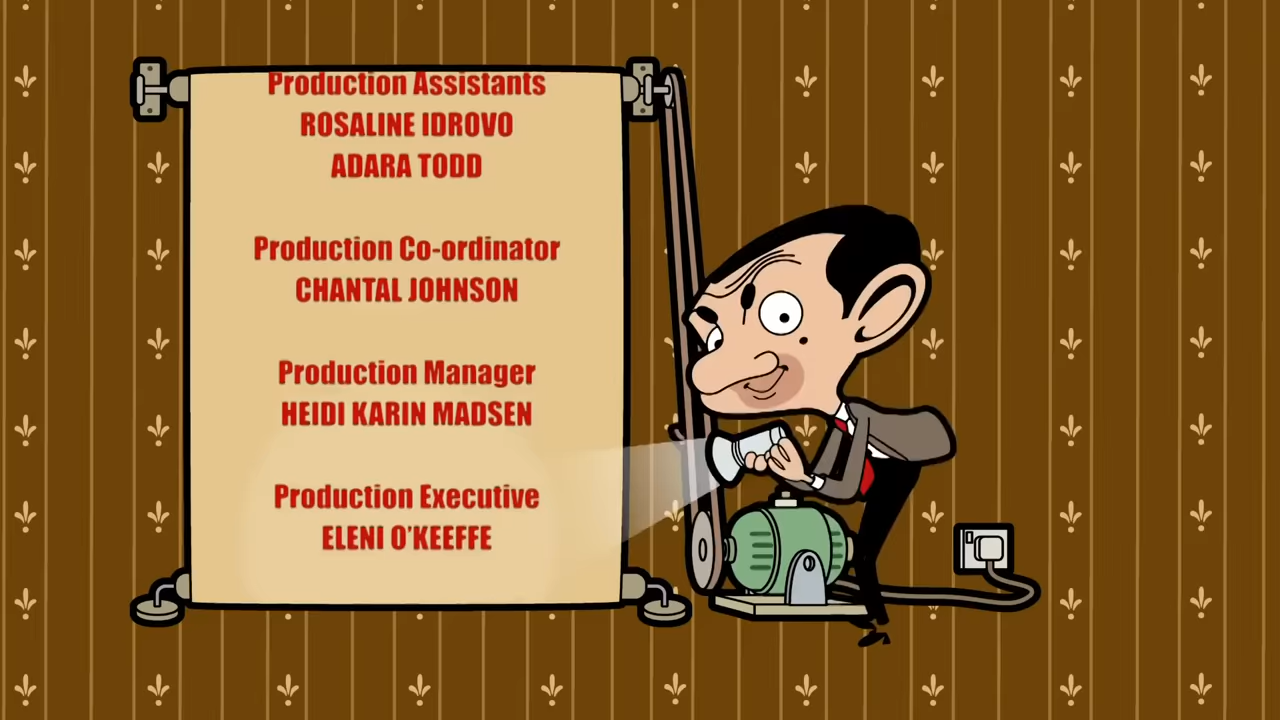 Production Assistants
ROSALINE IDROVO
ADARA TODD
Production Co-ordinator
CHANTAL JOHNSON
Production Manager
HEIDI KARIN MADSEN
Production Executive
ELENI O'KEEFFE